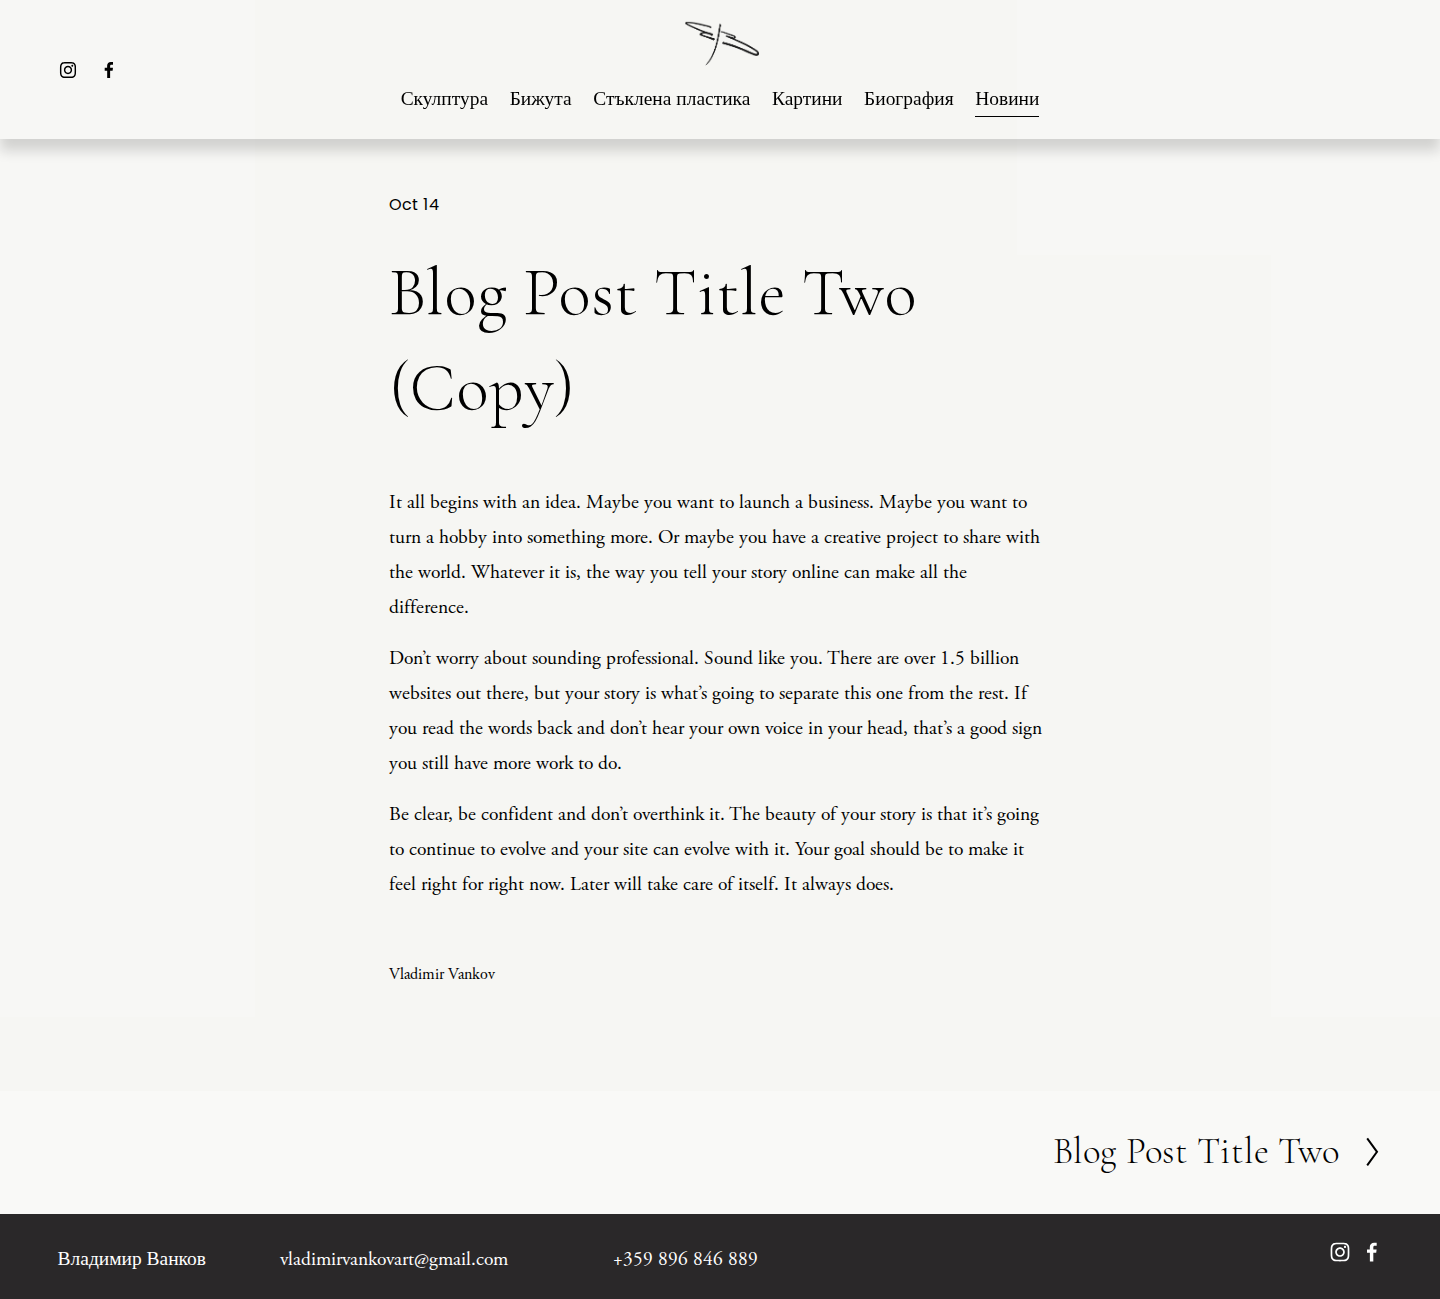 Скулптура Бижута Стъклена пластика Картини Биография Новини
Oct 14
Blog Post Title Two
(Copy)
It all begins with an idea. Maybe you want to launch a business. Maybe you want to
turn a hobby into something more. Or maybe you have a creative project to share with
the world. Whatever it is, the way you tell your story online can make all the
difference.
Don’t worry about sounding professional. Sound like you. There are over 1.5 billion
websites out there, but your story is what’s going to separate this one from the rest. If
you read the words back and don’t hear your own voice in your head, that’s a good sign
you still have more work to do.
Be clear, be confident and don’t overthink it. The beauty of your story is that it’s going
to continue to evolve and your site can evolve with it. Your goal should be to make it
feel right for right now. Later will take care of itself. It always does.
Vladimir Vankov
Blog Post Title Two
Владимир Ванков vladimirvankovart@gmail.com +359 896 846 889